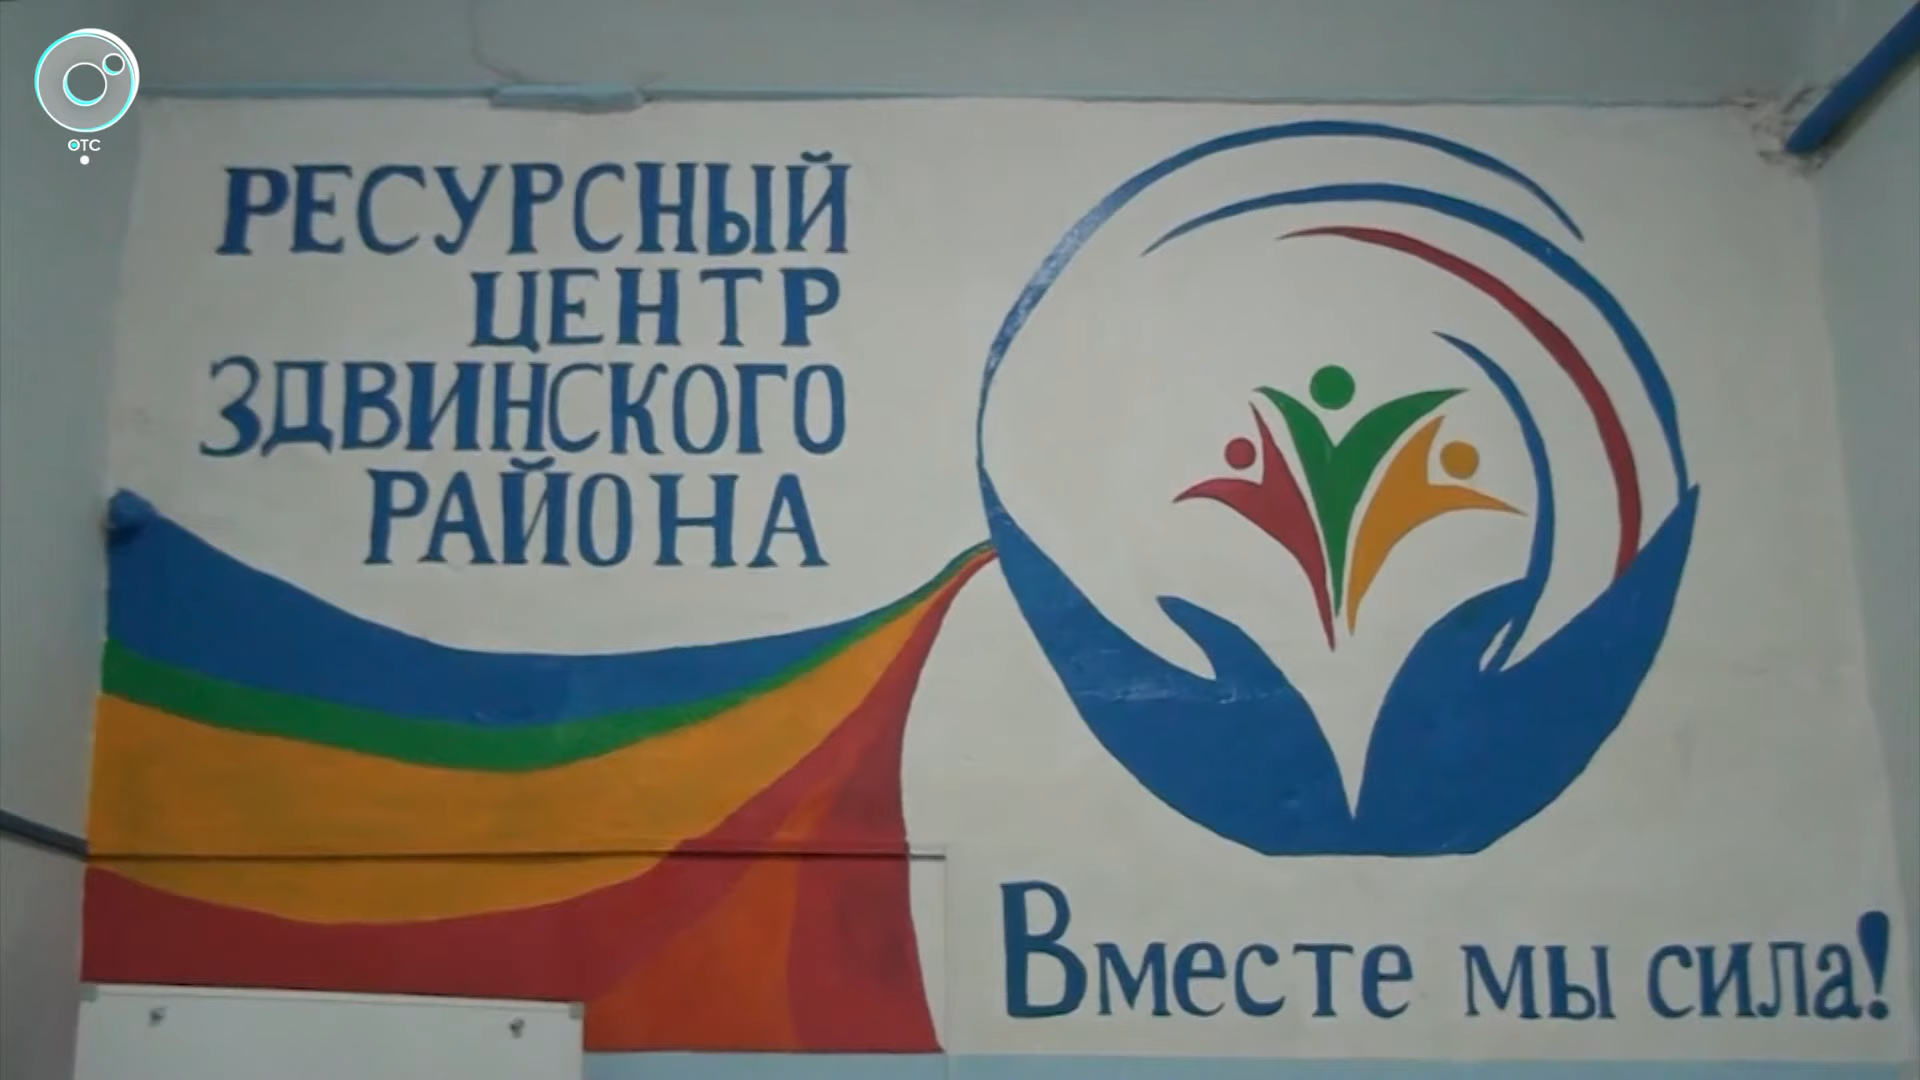 ОТС
РЕСУРСНЫЙ
ЦЕНТР
ЗДВИНСКОГО
РАЙОНА
Вместе мы сила!